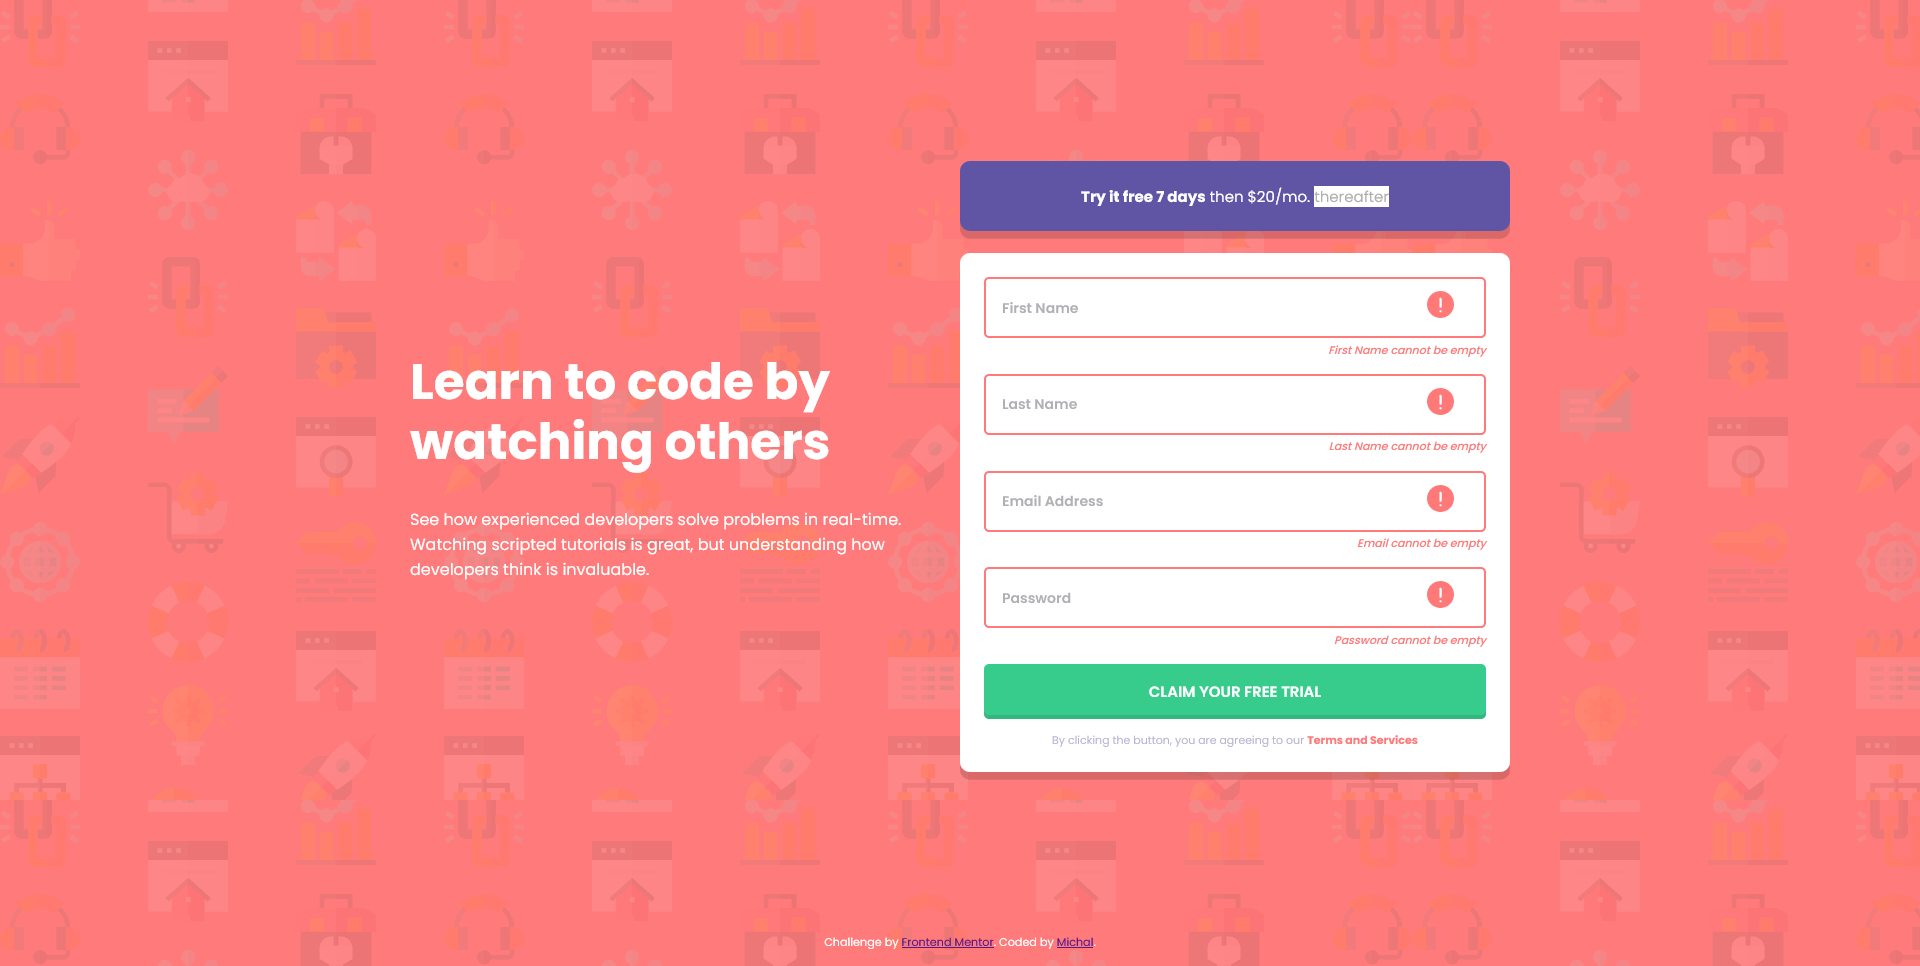 Try it free 7 days then $20/mo. thereafter
Learn to code by
watching others
See how experienced developers solve problems in real-time.
Watching scripted tutorials is great, but understanding how
developers think is invaluable.
First Name
First Name cannot be empty
Last Name
Last Name cannot be empty
Email Address
Email cannot be empty
Password
Password cannot be empty
CLAIM YOUR FREE TRIAL
By clicking the button, you are agreeing to our Terms and Services
Challenge by Frontend Mentor. Coded by Michal.